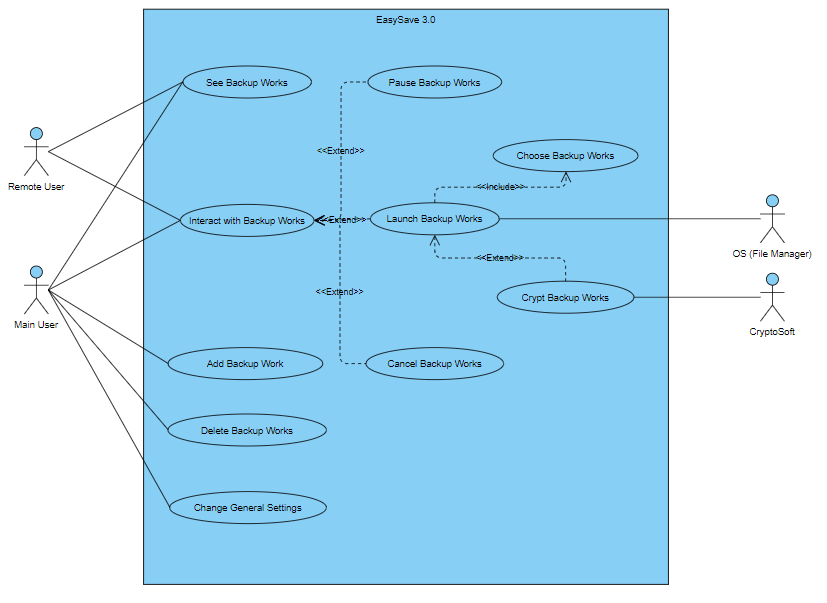 EasySave 3.0
See Backup Works
Pause Backup Works
<<Extend>>
Choose Backup Works
Remote User
<<Include>>
Interact with Backup Works
<<Extend>>
Launch Backup Works
OS (File Manager)
<<Extend>>
<<Extend>>
Crypt Backup Works
Main User
CryptoSoft
Add Backup Work
Cancel Backup Works
Delete Backup Works
Change General Settings